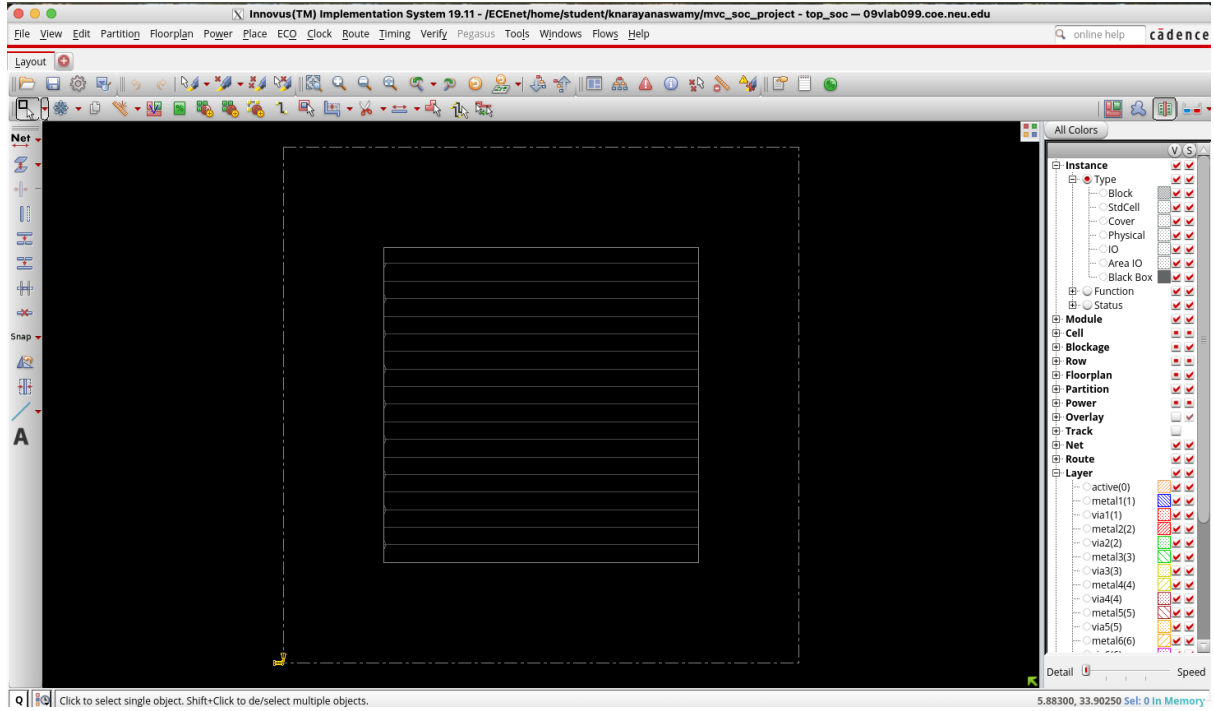 Innovus(TM) Implementation System 19.11 - /ECEnet/home/student/knarayanaswamy/mvc_soc_project - top_soc — 09vlab099.coe.neu.edu
File View Edit Partition Floorplan Power Place ECO Clock Route Timing Verify Pegasus Tools Windows Flows Help online help cādence
Layout
All Colors
Net
V S
Instance
Type
Block
StdCell
Cover
Physical
IO
Area IO
Black Box
Function
Status
Module
Snap
Cell
Blockage
Row
Floorplan
Partition
Power
Overlay
A
Track
Net
Route
Layer
active(0)
metal1(1)
via1(1)
metal2(2)
via2(2)
metal3(3)
via3(3)
metal4(4)
via4(4)
metal5(5)
via5(5)
metal6(6)
Detail Speed
Q Click to select single object. Shift+Click to de/select multiple objects. 5.88300, 33.90250 Sel: 0 In Memory